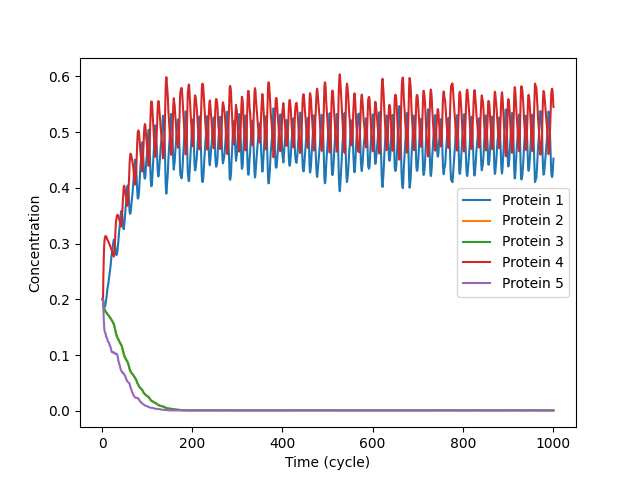 0.6
0.5
0.4
0.3
0.2
0.1
0.0
Concentration
Protein 1
Protein 2
Protein 3
Protein 4
Protein 5
0 200 400 600 800 1000
Time (cycle)